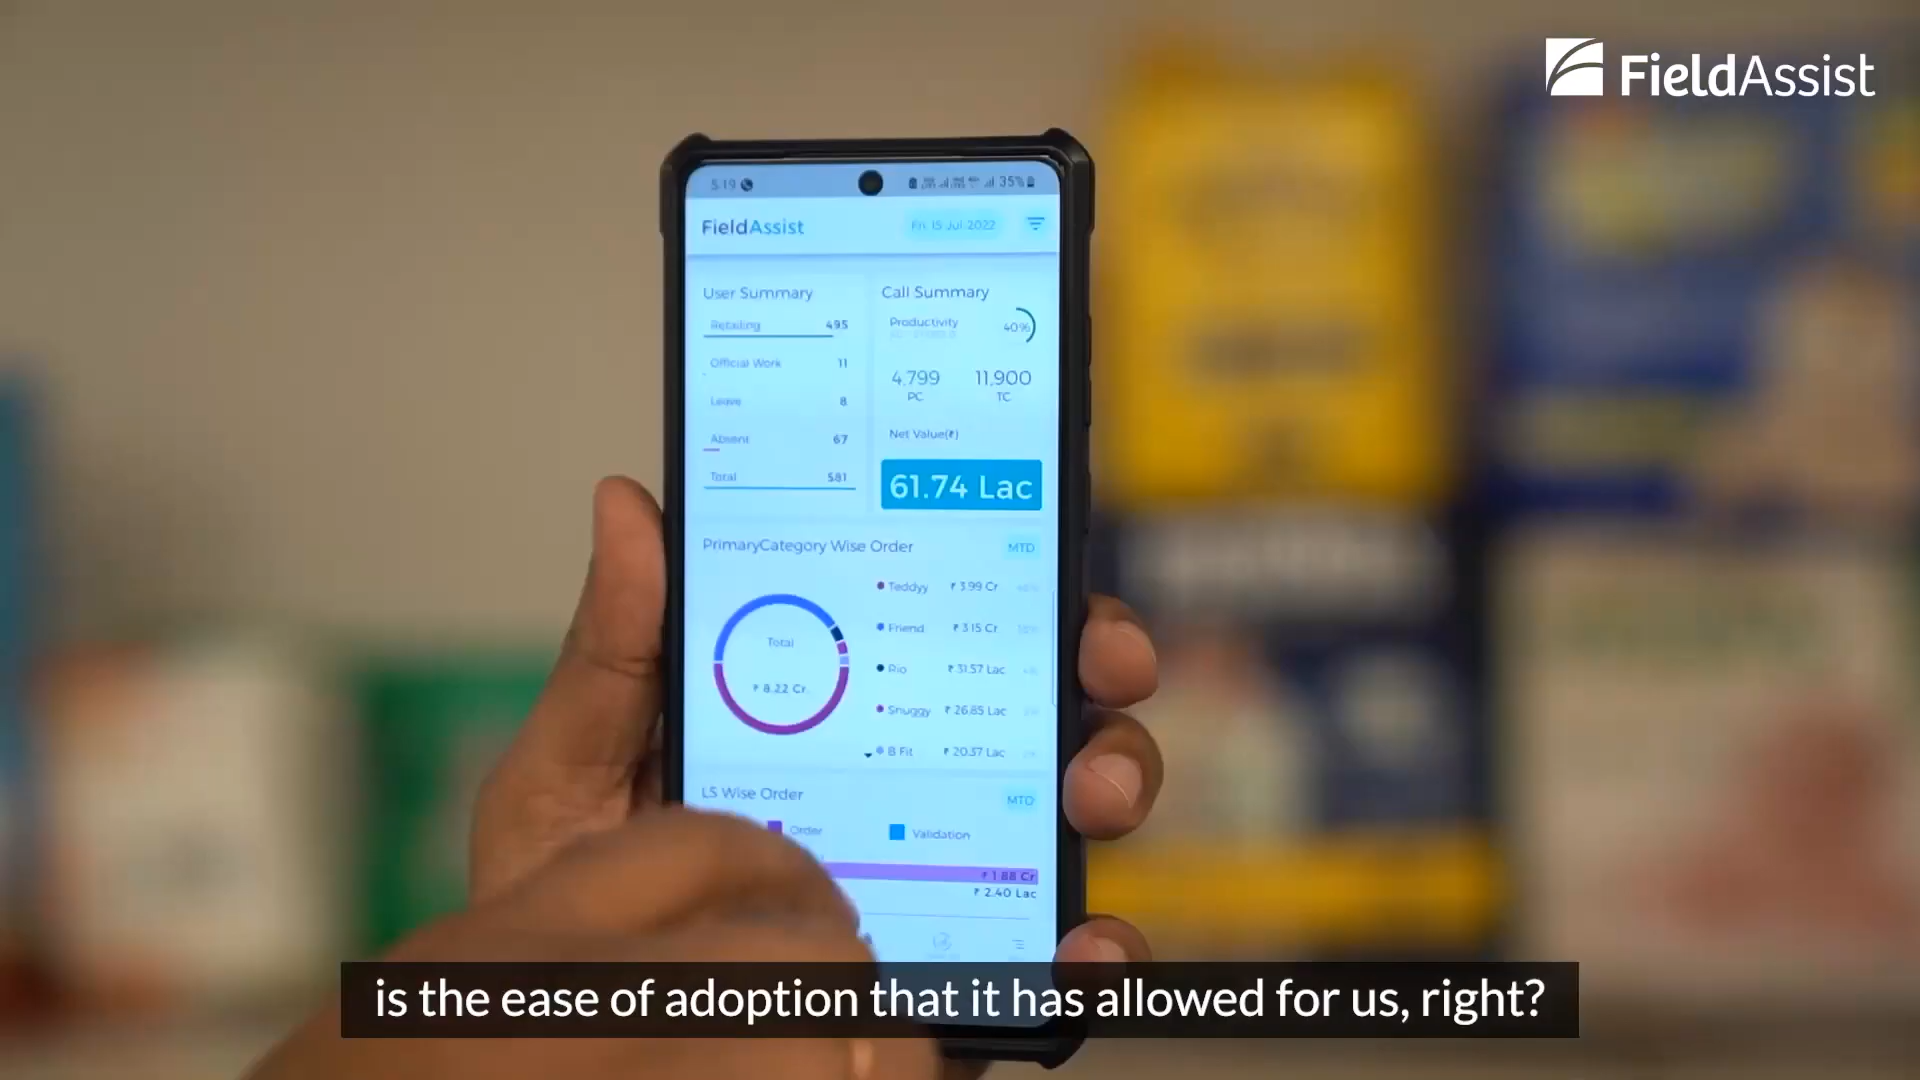 FieldAssist
5:19
35%
FieldAssist
Fri, 15 Jul 2022
User Summary
Retailing 495
Official Work 11
Leave 8
Absent 67
Total 581
Call Summary
Productivity
40%
4,799 11,900
PC TC
Net Value(₹)
61.74 Lac
PrimaryCategory Wise Order MTD
Total
₹ 8.22 Cr.
Teddyy ₹ 3.99 Cr
Friend ₹ 3.15 Cr
Rio ₹ 31.57 Lac
Snuggy ₹ 26.85 Lac
B Fit ₹ 20.37 Lac
LS Wise Order MTD
Order Validation
₹ 1.88 Cr
₹ 2.40 Lac
is the ease of adoption that it has allowed for us, right?